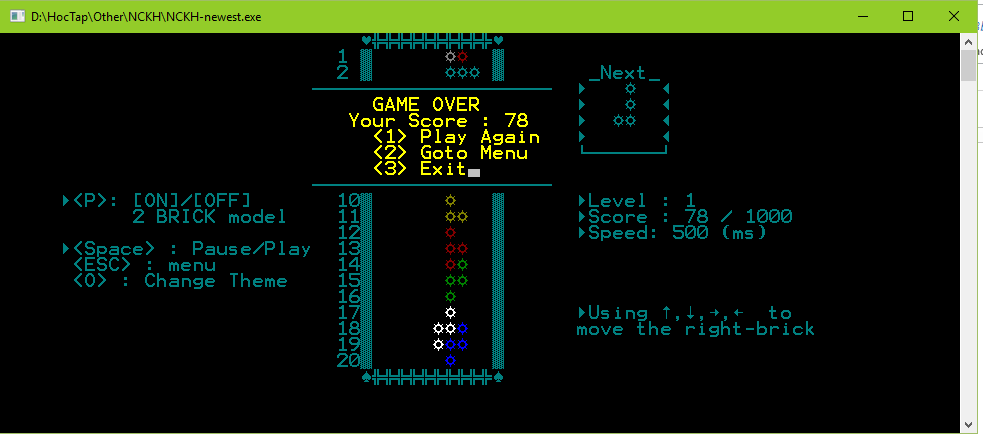 D:\HocTap\Other\NCKH\NCKH-newest.exe
1
2
_Next_
GAME OVER
Your Score : 78
<1> Play Again
<2> Goto Menu
<3> Exit
<P>: [ON]/[OFF]
2 BRICK model
<Space> : Pause/Play
<ESC> : menu
<O> : Change Theme
10
11
12
13
14
15
16
17
18
19
20
Level : 1
Score : 78 / 1000
Speed: 500 (ms)
Using ↑,↓,→,← to
move the right-brick